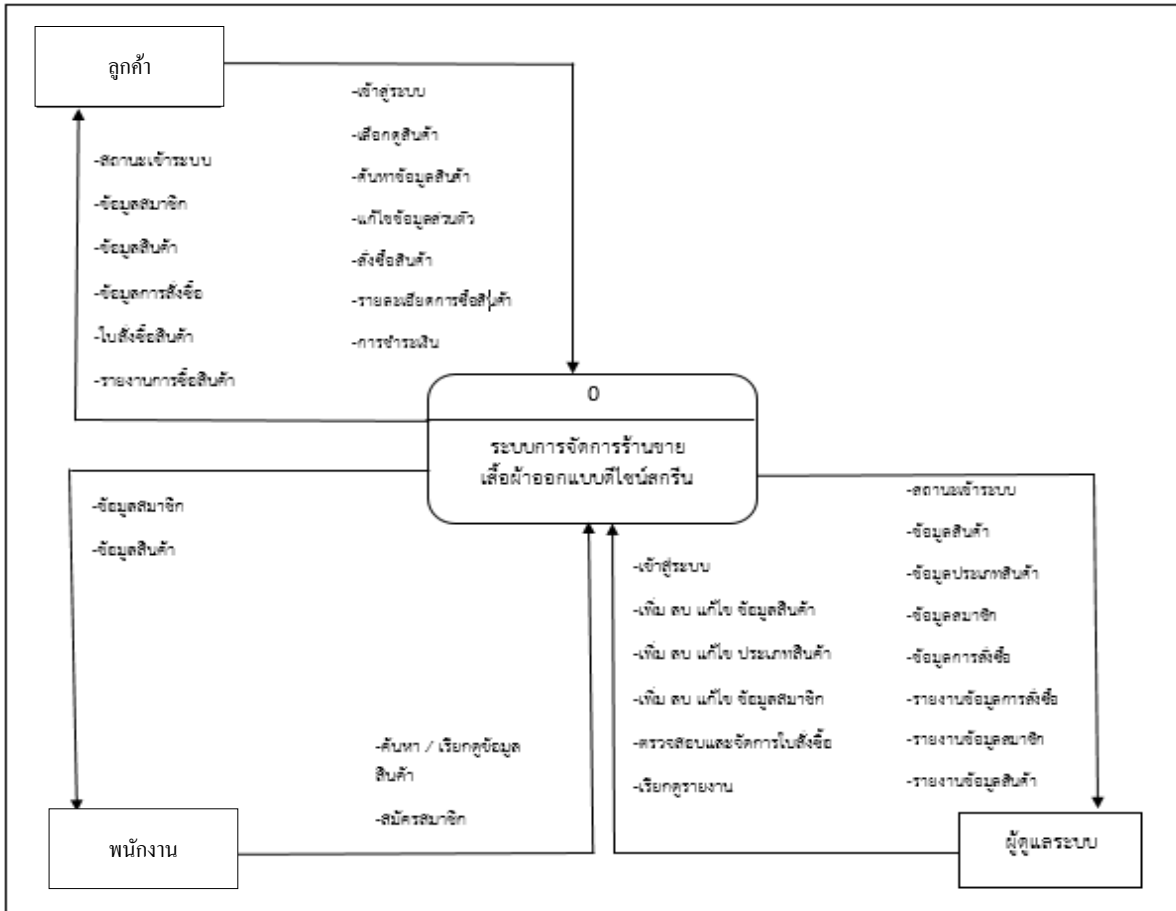 ลูกค้า
-เข้าสู่ระบบ
-เลือกดูสินค้า
-ค้นหาข้อมูลสินค้า
-แก้ไขข้อมูลส่วนตัว
-สั่งซื้อสินค้า
-รายละเอียดการซื้อสินค้า
-การชำระเงิน
-สถานะเข้าระบบ
-ข้อมูลสมาชิก
-ข้อมูลสินค้า
-ข้อมูลการสั่งซื้อ
-ใบสั่งซื้อสินค้า
-รายงานการซื้อสินค้า
0
ระบบการจัดการร้านขาย
เสื้อผ้าออกแบบดีไซน์สกรีน
-ข้อมูลสมาชิก
-ข้อมูลสินค้า
-ค้นหา / เรียกดูข้อมูล
สินค้า
-สมัครสมาชิก
พนักงาน
-เข้าสู่ระบบ
-เพิ่ม ลบ แก้ไข ข้อมูลสินค้า
-เพิ่ม ลบ แก้ไข ประเภทสินค้า
-เพิ่ม ลบ แก้ไข ข้อมูลสมาชิก
-ตรวจสอบและจัดการใบสั่งซื้อ
-เรียกดูรายงาน
-สถานะเข้าระบบ
-ข้อมูลสินค้า
-ข้อมูลประเภทสินค้า
-ข้อมูลสมาชิก
-ข้อมูลการสั่งซื้อ
-รายงานข้อมูลการสั่งซื้อ
-รายงานข้อมูลสมาชิก
-รายงานข้อมูลสินค้า
ผู้ดูแลระบบ